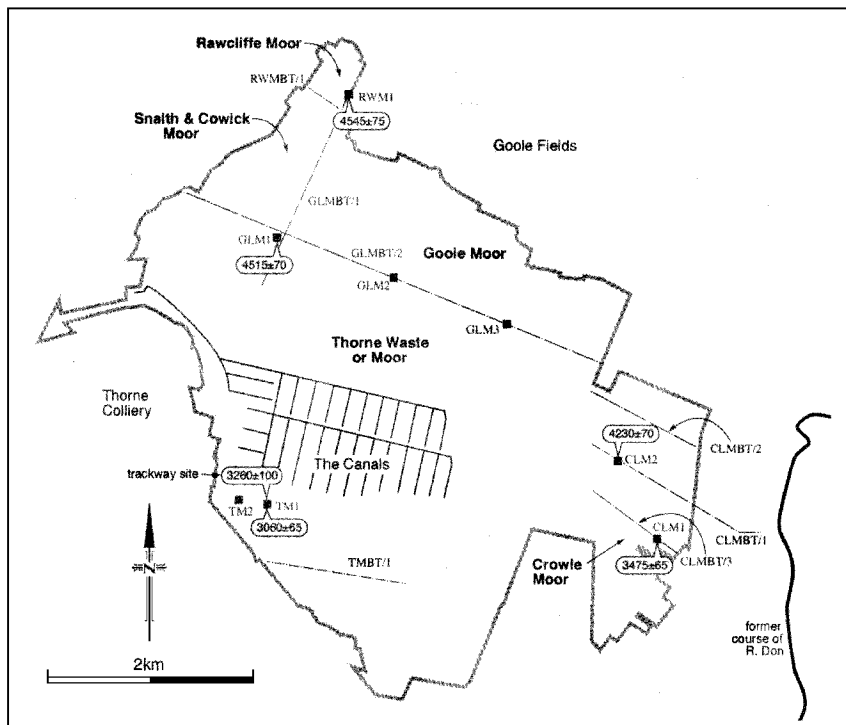 Rawcliffe Moor
RWMBT/1
RWM1
4545±75
Snaith & Cowick
Moor
Goole Fields
GLMBT/1
GLM1
4515±70
GLMBT/2
GLM2
Goole Moor
GLM3
Thorne Waste
or Moor
Thorne
Colliery
The Canals
trackway site
3260±100
TM2
TM1
3060±65
TMBT/1
4230±70
CLM2
CLMBT/2
CLM1
CLMBT/1
CLMBT/3
Crowle
Moor
3475±65
former
course of
R. Don
N
2km